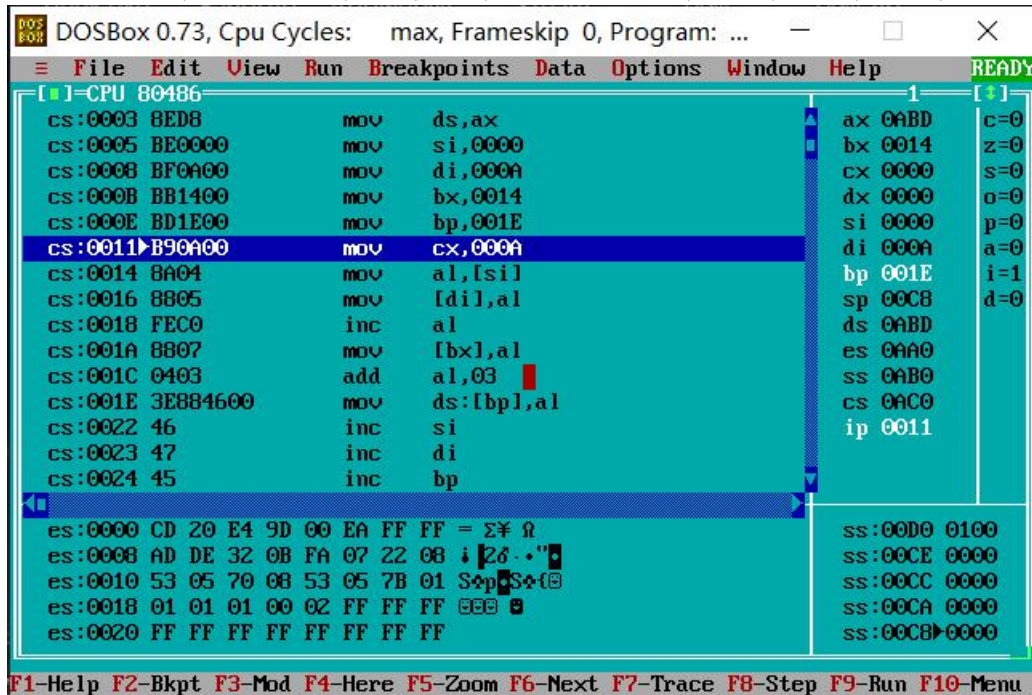 DOSBox 0.73, Cpu Cycles: max, Frameskip 0, Program: ...
≡ File Edit View Run Breakpoints Data Options Window Help READY
[■]=CPU 80486 1 [↕]
cs:0003 8ED8 mov ds,ax ax 0ABD c=0
cs:0005 BE0000 mov si,0000 bx 0014 z=0
cs:0008 BF0A00 mov di,000A cx 0000 s=0
cs:000B BB1400 mov bx,0014 dx 0000 o=0
cs:000E BD1E00 mov bp,001E si 0000 p=0
cs:0011►B90A00 mov cx,000A di 000A a=0
cs:0014 8A04 mov al,[si] bp 001E i=1
cs:0016 8805 mov [di],al sp 00C8 d=0
cs:0018 FEC0 inc al ds 0ABD
cs:001A 8807 mov [bx],al es 0AA0
cs:001C 0403 add al,03 ss 0AB0
cs:001E 3E884600 mov ds:[bp],al cs 0AC0
cs:0022 46 inc si ip 0011
cs:0023 47 inc di
cs:0024 45 inc bp
es:0000 CD 20 E4 9D 00 EA FF FF = Σ¥ Ω ss:00D0 0100
es:0008 AD DE 32 0B FA 07 22 08 ss:00CE 0000
es:0010 53 05 70 08 53 05 7B 01 S♣p◘S♣{☺ ss:00CC 0000
es:0018 01 01 01 00 02 FF FF FF ☺☺☺ ☻ ss:00CA 0000
es:0020 FF FF FF FF FF FF FF FF ss:00C8►0000
F1-Help F2-Bkpt F3-Mod F4-Here F5-Zoom F6-Next F7-Trace F8-Step F9-Run F10-Menu